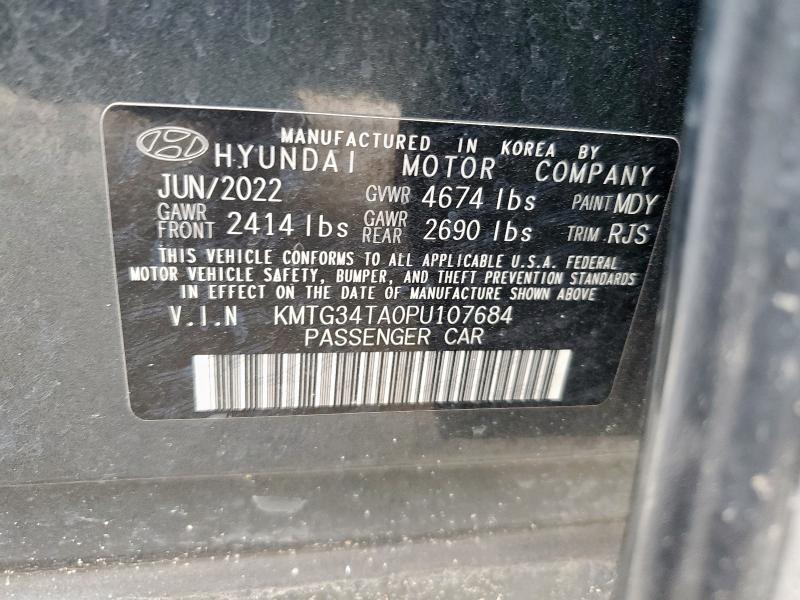 MANUFACTURED IN KOREA BY
HYUNDAI MOTOR COMPANY
JUN/2022 GVWR 4674 lbs PAINT MDY
GAWR FRONT 2414 lbs GAWR REAR 2690 lbs TRIM .RJS
THIS VEHICLE CONFORMS TO ALL APPLICABLE U.S.A. FEDERAL
MOTOR VEHICLE SAFETY, BUMPER, AND THEFT PREVENTION STANDARDS
IN EFFECT ON THE DATE OF MANUFACTURE SHOWN ABOVE
V.I.N KMTG34TA0PU107684
PASSENGER CAR